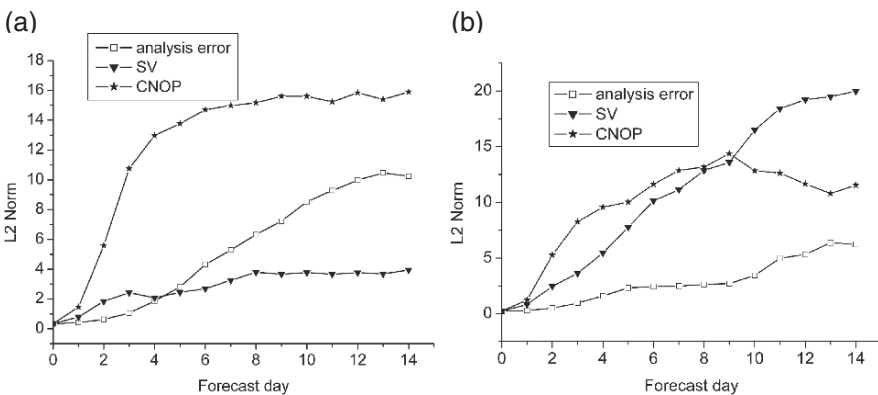 (a)
analysis error
SV
CNOP
18
16
14
12
10
8
6
4
2
0
L2 Norm
0 2 4 6 8 10 12 14
Forecast day
(b)
analysis error
SV
CNOP
20
15
10
5
0
L2 Norm
0 2 4 6 8 10 12 14
Forecast day